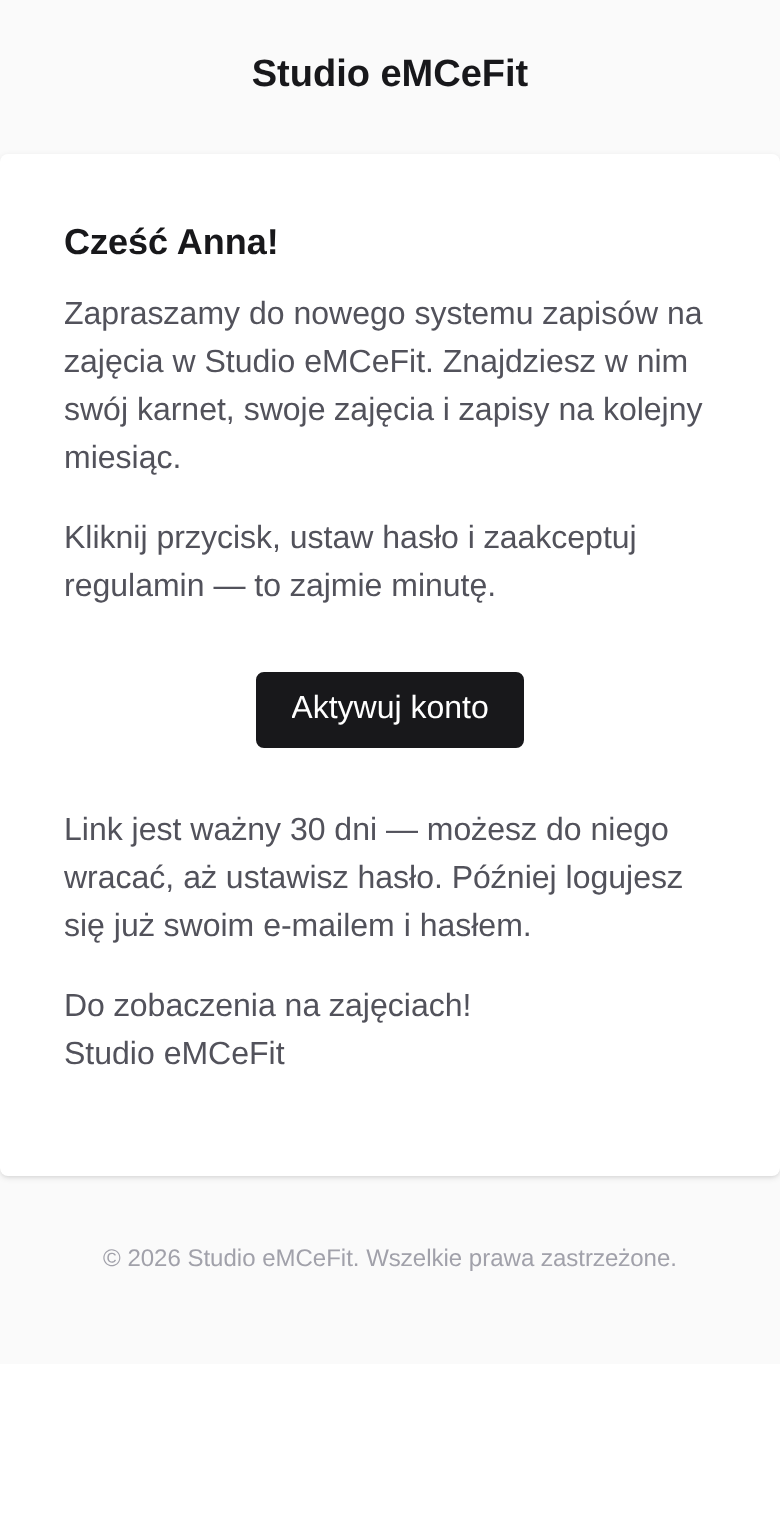 Studio eMCeFit
Cześć Anna!
Zapraszamy do nowego systemu zapisów na
zajęcia w Studio eMCeFit. Znajdziesz w nim
swój karnet, swoje zajęcia i zapisy na kolejny
miesiąc.
Kliknij przycisk, ustaw hasło i zaakceptuj
regulamin — to zajmie minutę.
Aktywuj konto
Link jest ważny 30 dni — możesz do niego
wracać, aż ustawisz hasło. Później logujesz
się już swoim e-mailem i hasłem.
Do zobaczenia na zajęciach!
Studio eMCeFit
© 2026 Studio eMCeFit. Wszelkie prawa zastrzeżone.